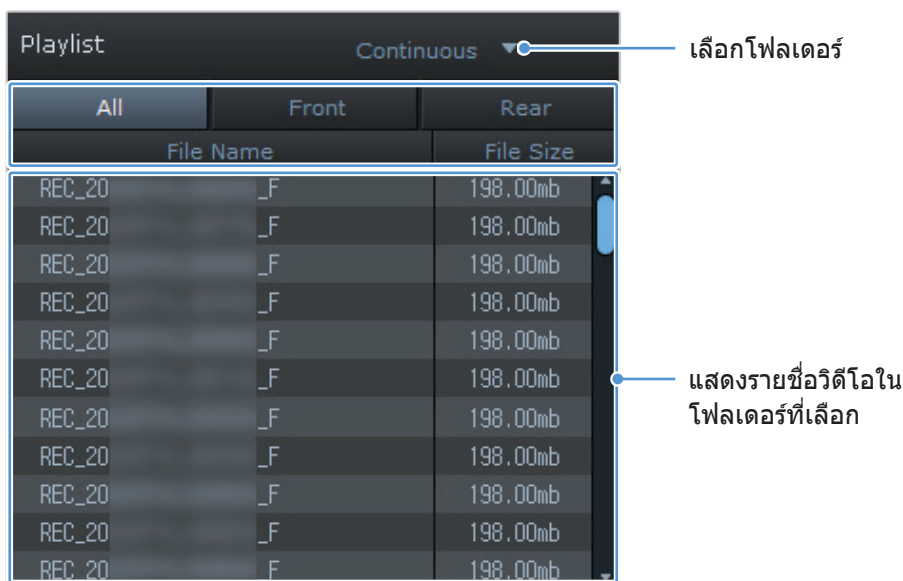 Playlist Continuous
เลือกโฟลเดอร์
All Front Rear
File Name File Size
REC_20 _F 198.00mb
REC_20 _F 198.00mb
REC_20 _F 198.00mb
REC_20 _F 198.00mb
REC_20 _F 198.00mb
REC_20 _F 198.00mb
REC_20 _F 198.00mb
REC_20 _F 198.00mb
REC_20 _F 198.00mb
REC_20 _F 198.00mb
REC_20 _F 198.00mb
แสดงรายชื่อวิดีโอใน
โฟลเดอร์ที่เลือก